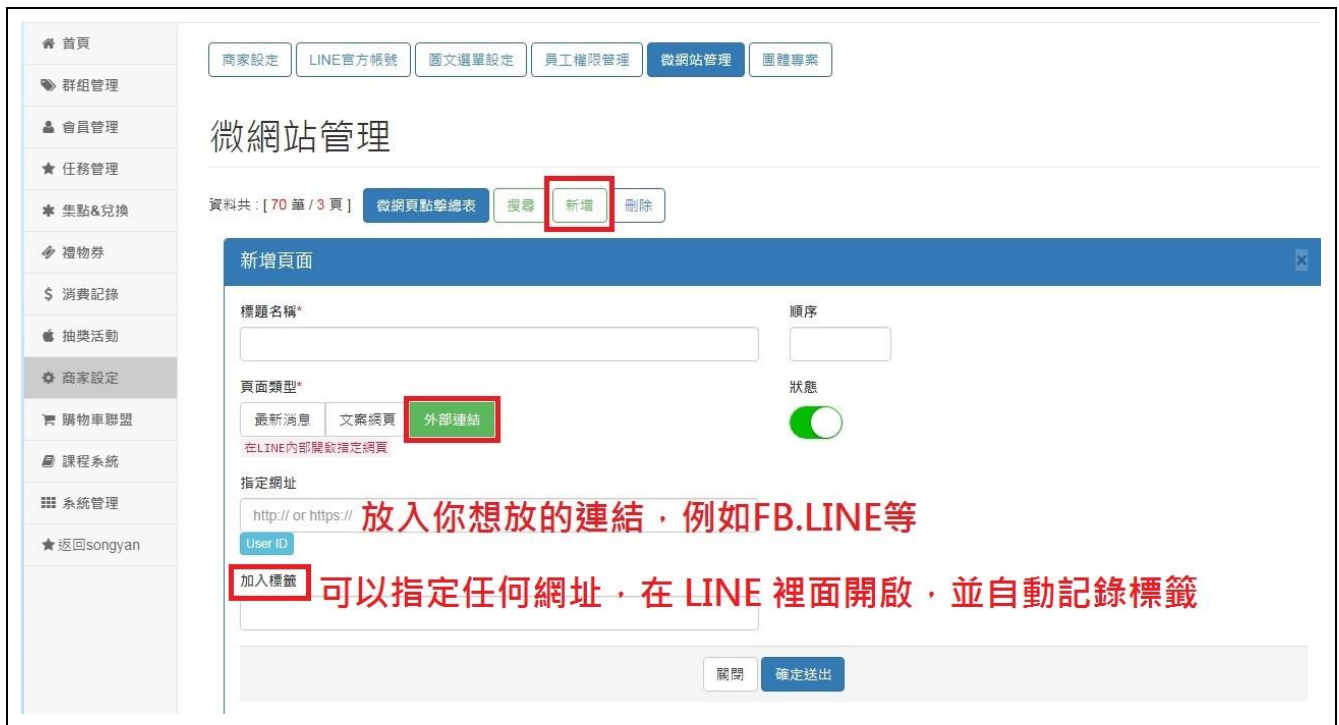 首頁
群组管理
會員管理
任務管理
集點&兌換
禮物券
消費記錄
抽獎活動
商家設定
購物車聯盟
課程系統
系統管理
返回songyan
商家設定 LINE官方帳號 圖文選單設定 員工權限管理 微網站管理 團體專案
微網站管理
資料共 : [ 70 筆 / 3 頁 ] 微網頁點擊總表 搜尋 新增 刪除
新增頁面 ×
標題名稱* 順序
頁面類型* 狀態
最新消息 文案網頁 外部連結
在LINE內部開啟指定網頁
指定網址
http:// or https:// 放入你想放的連結，例如FB.LINE等
User ID
加入標籤 可以指定任何網址，在 LINE 裡面開啟，並自動記錄標籤
關閉 確定送出